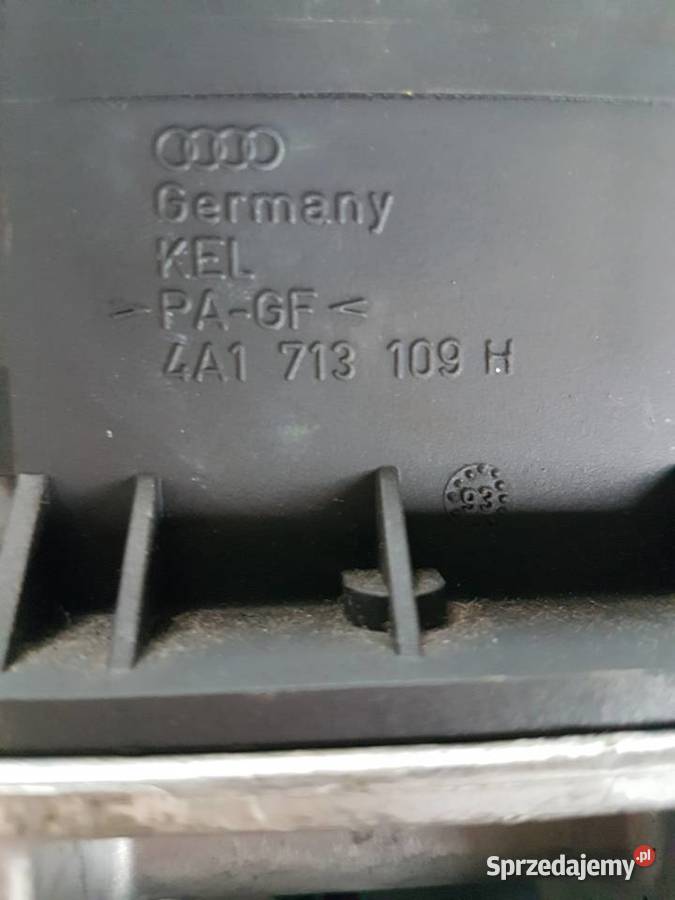 Germany
KEL
>PA-GF<
4A1 713 109 H
93
Sprzedajemy.pl